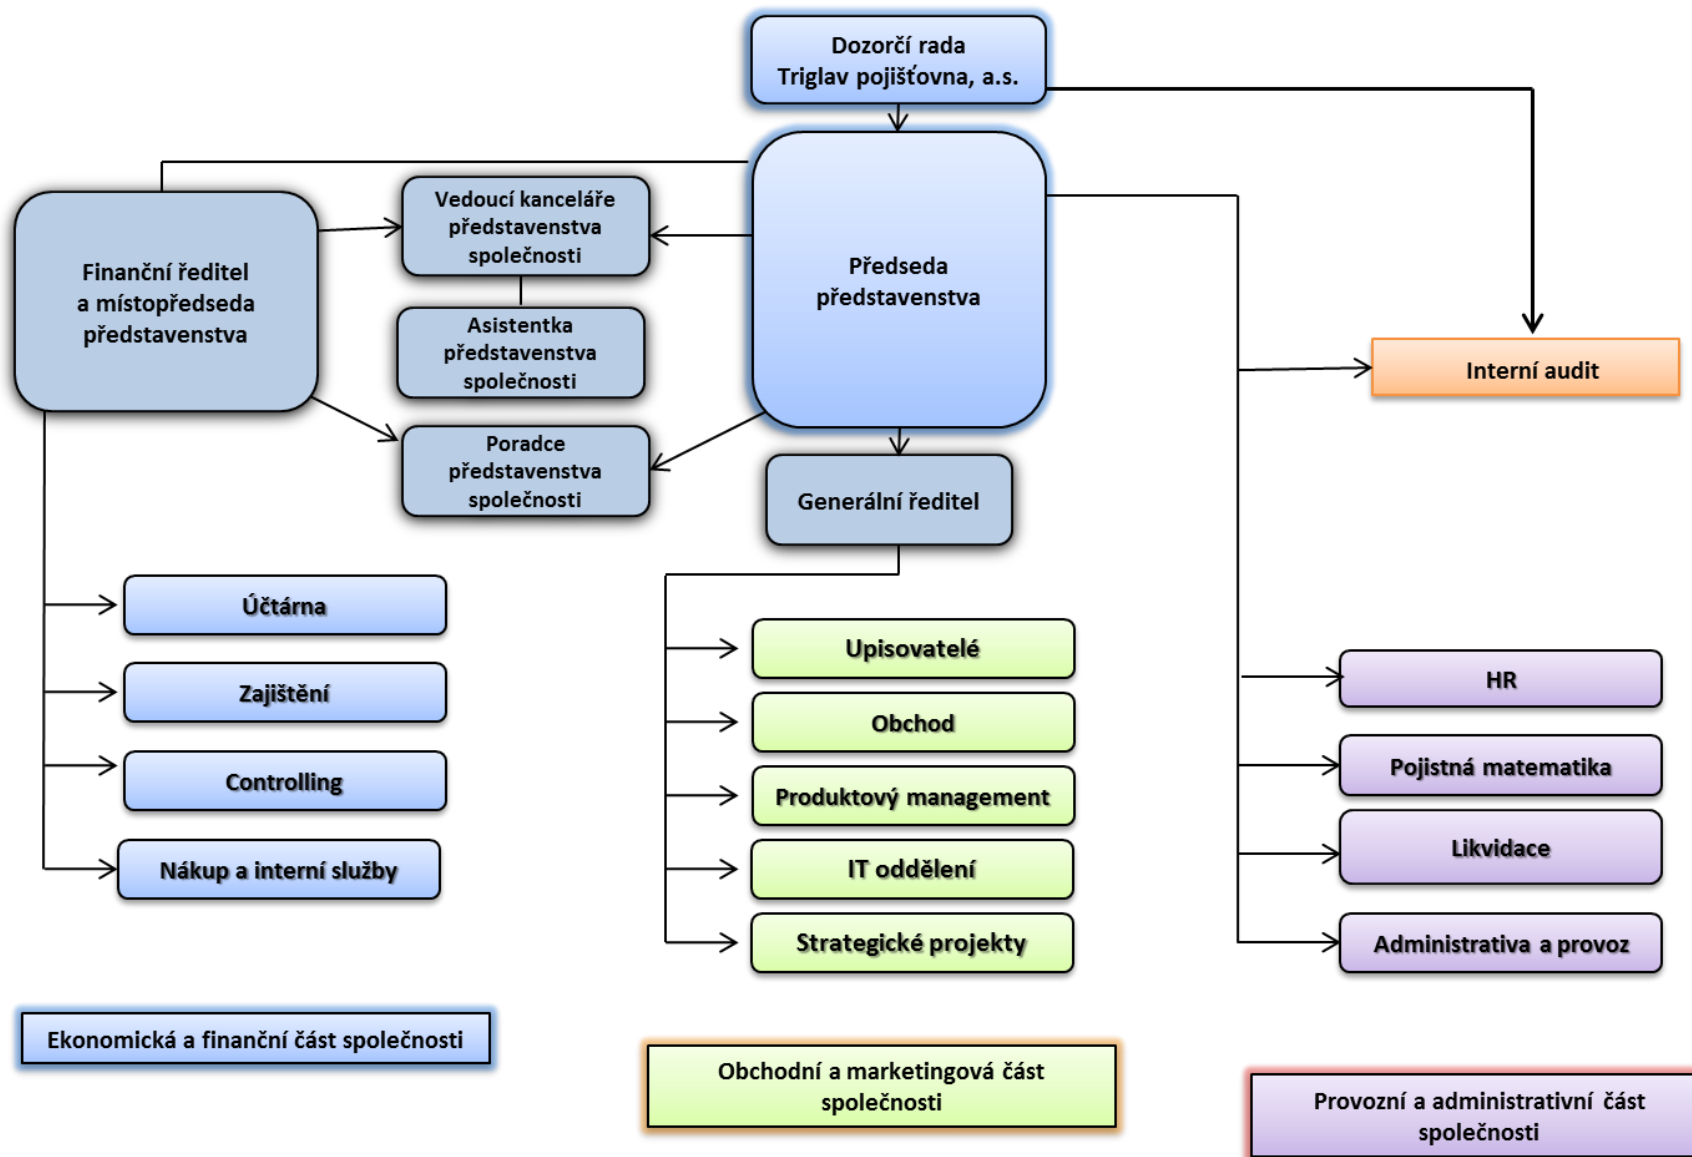 Dozorčí rada
Triglav pojišťovna, a.s.
Předseda
představenstva
Finanční ředitel
a místopředseda
představenstva
Vedoucí kanceláře
představenstva
společnosti
Asistentka
představenstva
společnosti
Poradce
představenstva
společnosti
Generální ředitel
Interní audit
Účtárna
Zajištění
Controlling
Nákup a interní služby
Upisovatelé
Obchod
Produktový management
IT oddělení
Strategické projekty
HR
Pojistná matematika
Likvidace
Administrativa a provoz
Ekonomická a finanční část společnosti
Obchodní a marketingová část
společnosti
Provozní a administrativní část
společnosti